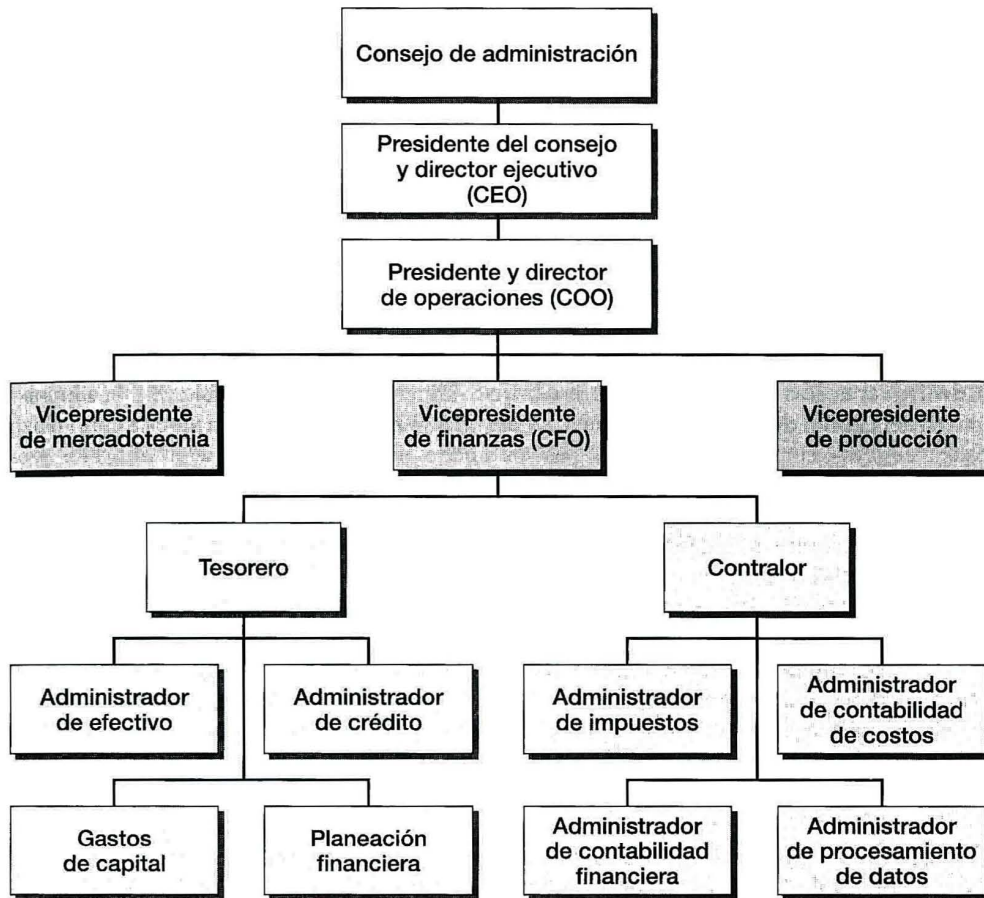 Consejo de administración
Presidente del consejo
y director ejecutivo
(CEO)
Presidente y director
de operaciones (COO)
Vicepresidente
de mercadotecnia
Vicepresidente
de finanzas (CFO)
Vicepresidente
de producción
Tesorero
Contralor
Administrador
de efectivo
Administrador
de crédito
Administrador
de impuestos
Administrador
de contabilidad
de costos
Gastos
de capital
Planeación
financiera
Administrador
de contabilidad
financiera
Administrador
de procesamiento
de datos